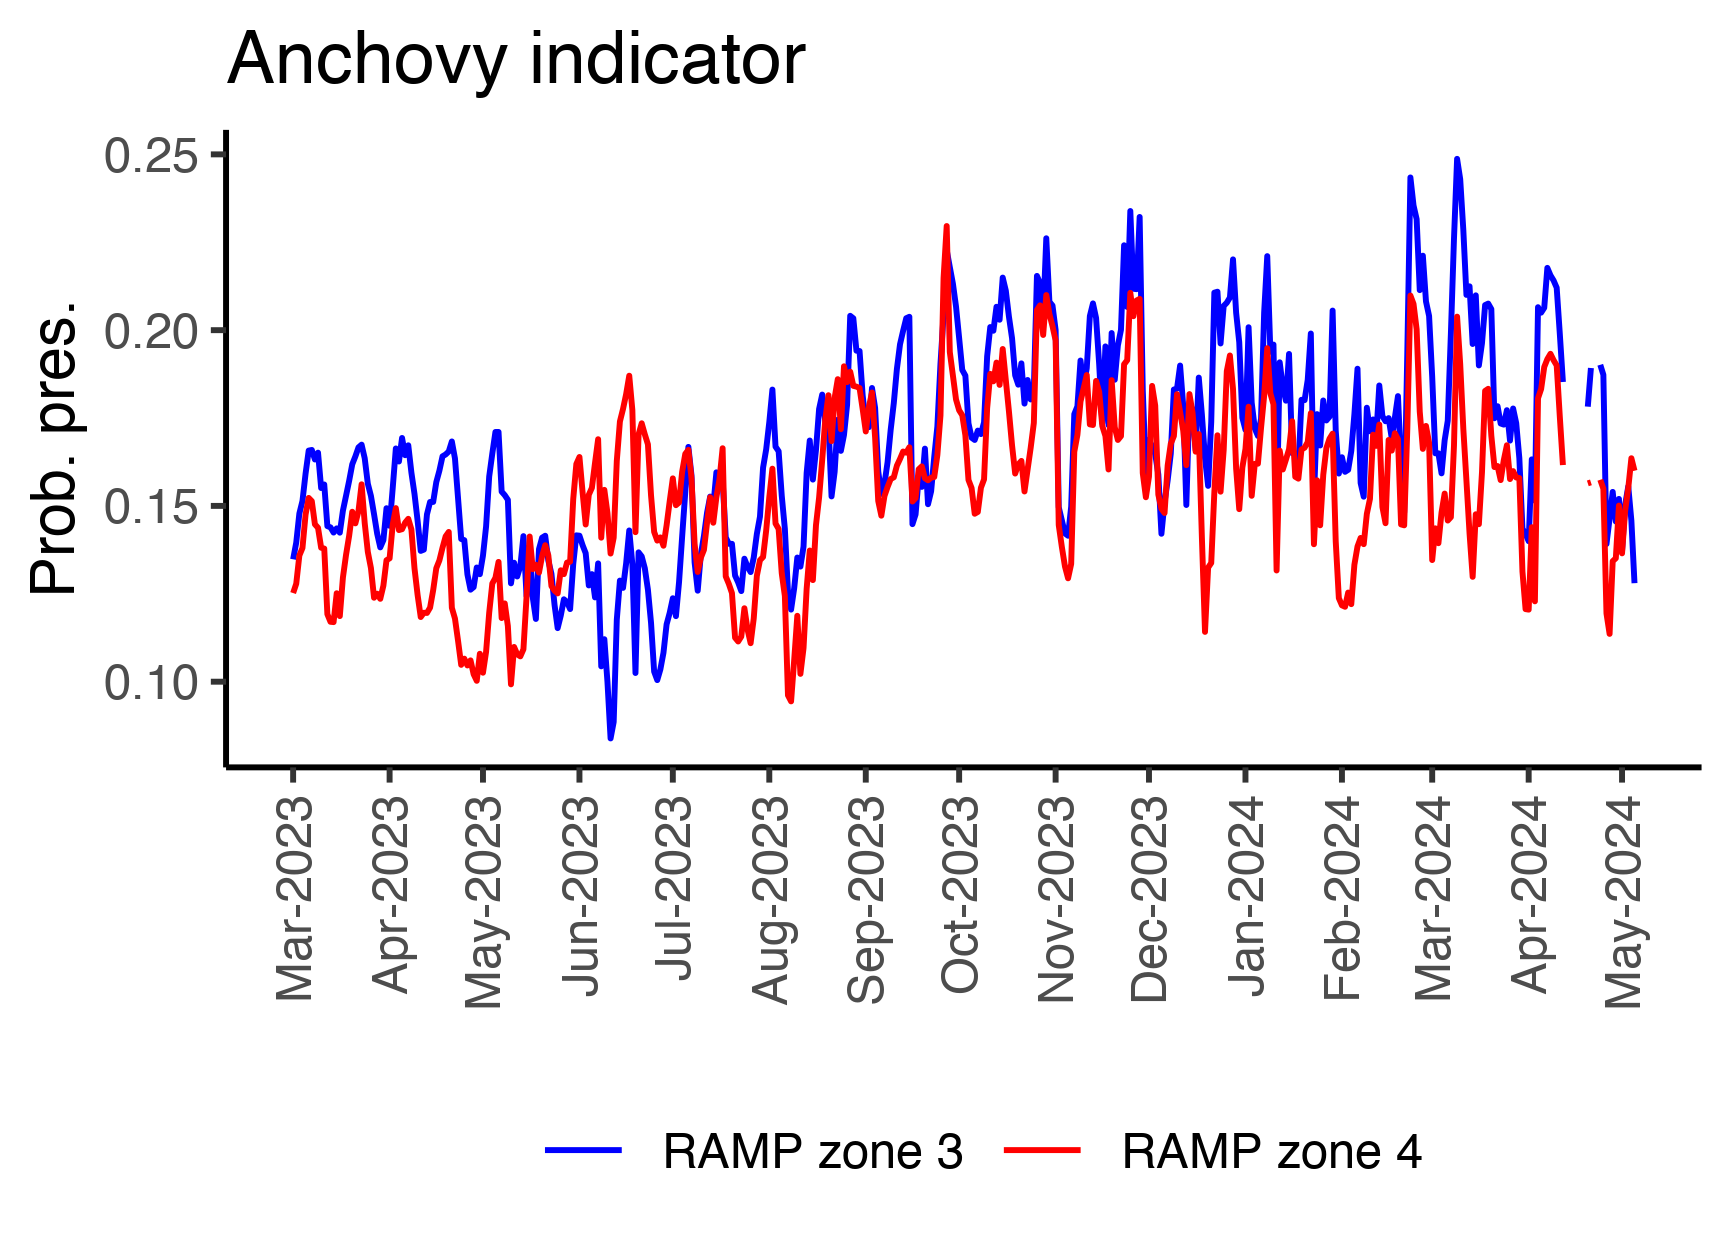 Anchovy indicator
Prob. pres.
0.25
0.20
0.15
0.10
Mar-2023
Apr-2023
May-2023
Jun-2023
Jul-2023
Aug-2023
Sep-2023
Oct-2023
Nov-2023
Dec-2023
Jan-2024
Feb-2024
Mar-2024
Apr-2024
May-2024
RAMP zone 3
RAMP zone 4